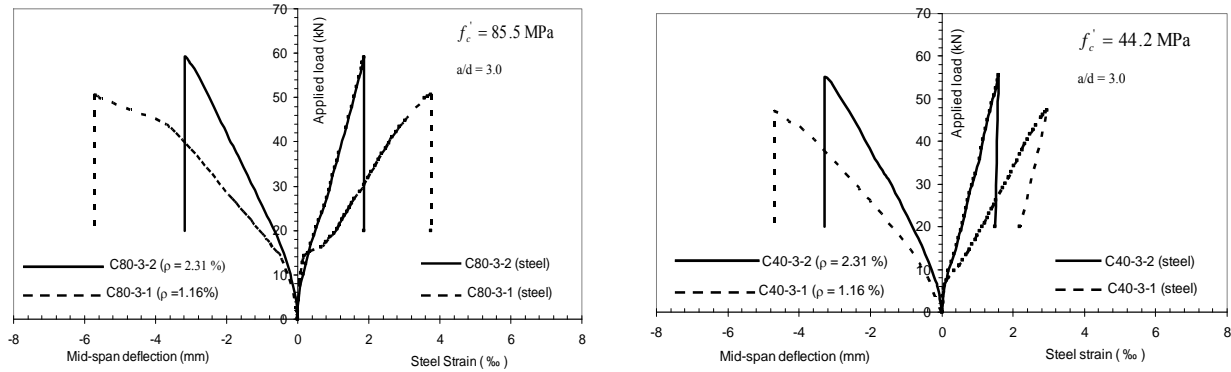 70
60
50
40
30
20
10
0
Applied load (kN)
f_c' = 85.5 MPa
a/d = 3.0
C80-3-2 (ρ = 2.31 %)
C80-3-1 (ρ =1.16%)
C80-3-2 (steel)
C80-3-1 (steel)
-8 -6 -4 -2 0 2 4 6 8
Mid-span deflection (mm) Steel Strain ( ‰ )
70
60
50
40
30
20
10
0
Applied load (kN)
f_c' = 44.2 MPa
a/d = 3.0
C40-3-2 (ρ = 2.31 %)
C40-3-1 (ρ = 1.16 %)
C40-3-2 (steel)
C40-3-1 (steel)
-8 -6 -4 -2 0 2 4 6 8
Mid-span deflection (mm) Steel strain ( ‰ )